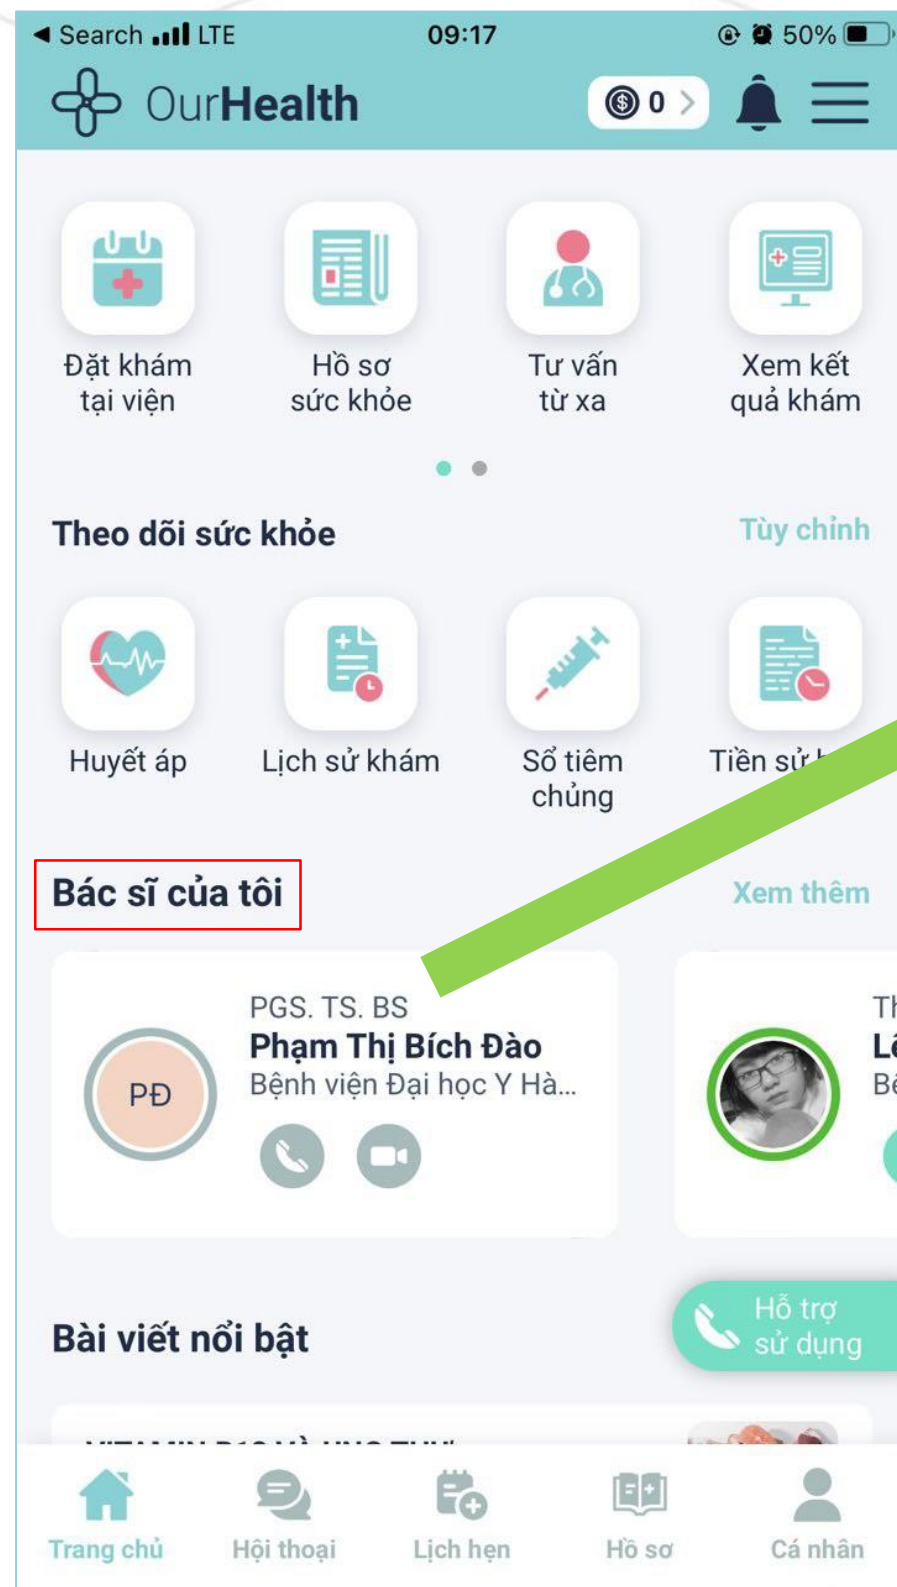 ◀ Search LTE 09:17 50%
OurHealth 0
Đặt khám
tại viện
Hồ sơ
sức khỏe
Tư vấn
từ xa
Xem kết
quả khám
Theo dõi sức khỏe Tùy chỉnh
Huyết áp
Lịch sử khám
Sổ tiêm
chủng
Tiền sử
Bác sĩ của tôi Xem thêm
PGS. TS. BS
Phạm Thị Bích Đào
Bệnh viện Đại học Y Hà...
PĐ
Hỗ trợ
sử dụng
Bài viết nổi bật
Trang chủ Hội thoại Lịch hẹn Hồ sơ Cá nhân